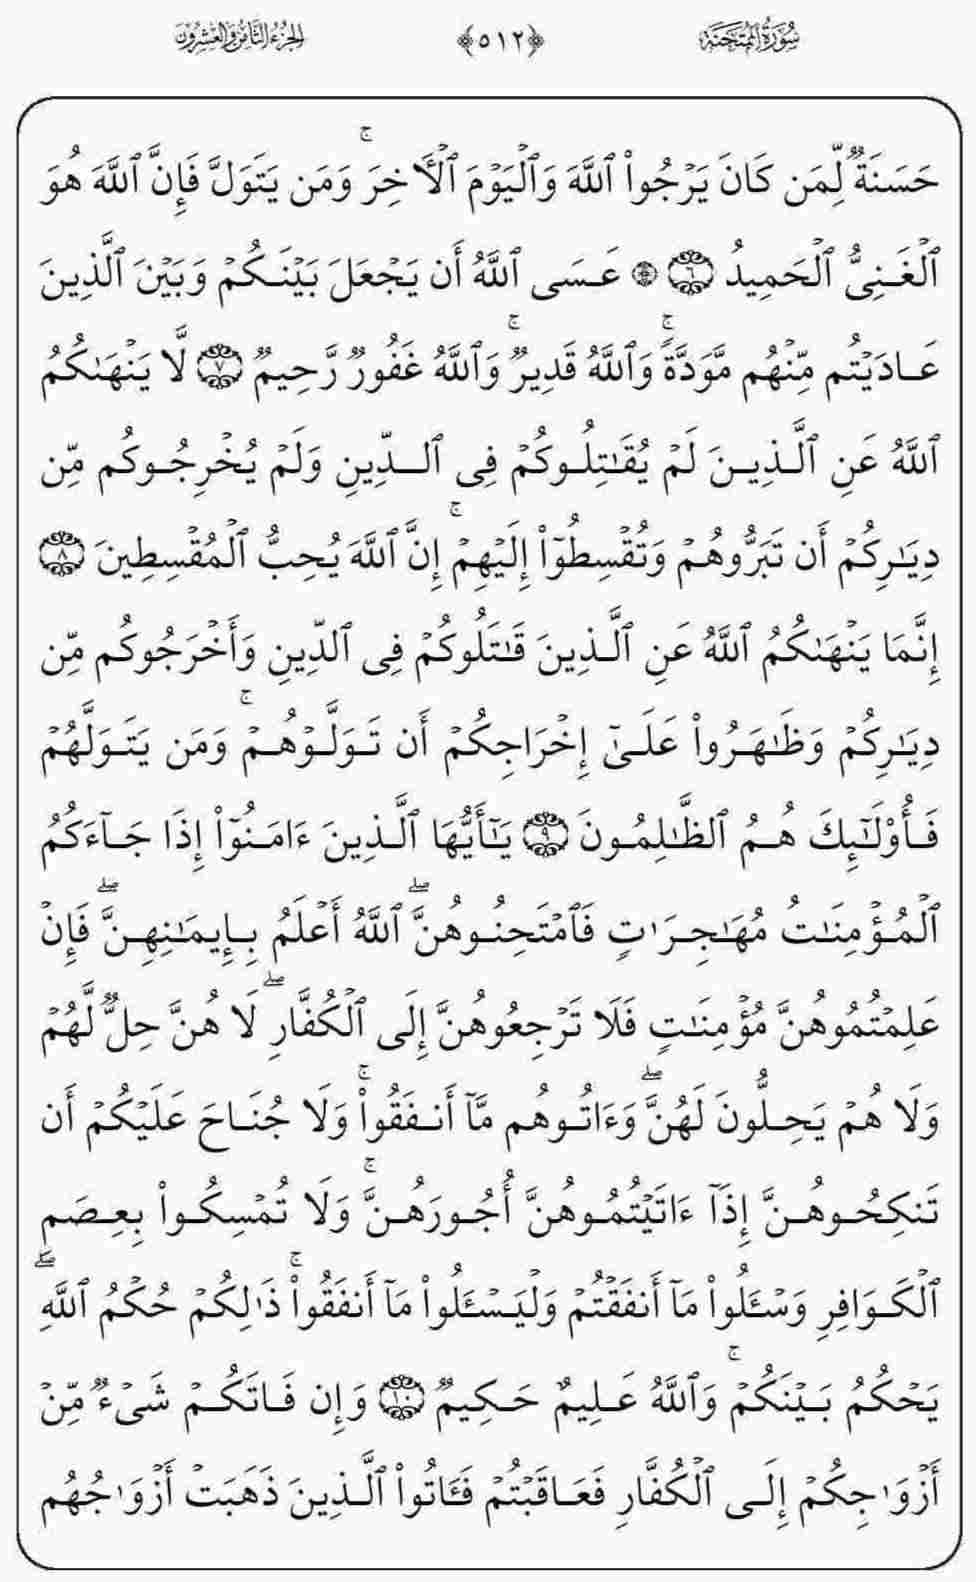 سُورَةُ المُمْتَحنَة ﴿٥١٢﴾ الجزء الثامن والعشرون
حَسَنَةٞ لِّمَن كَانَ يَرۡجُواْ ٱللَّهَ وَٱلۡيَوۡمَ ٱلۡأٓخِرَۚ وَمَن يَتَوَلَّ فَإِنَّ ٱللَّهَ هُوَ
ٱلۡغَنِيُّ ٱلۡحَمِيدُ ٦ ۞ عَسَى ٱللَّهُ أَن يَجۡعَلَ بَيۡنَكُمۡ وَبَيۡنَ ٱلَّذِينَ
عَادَيۡتُم مِّنۡهُم مَّوَدَّةٗۚ وَٱللَّهُ قَدِيرٞۚ وَٱللَّهُ غَفُورٞ رَّحِيمٞ ٧ لَّا يَنۡهَىٰكُمُ
ٱللَّهُ عَنِ ٱلَّذِينَ لَمۡ يُقَٰتِلُوكُمۡ فِي ٱلدِّينِ وَلَمۡ يُخۡرِجُوكُم مِّن
دِيَٰرِكُمۡ أَن تَبَرُّوهُمۡ وَتُقۡسِطُوٓاْ إِلَيۡهِمۡۚ إِنَّ ٱللَّهَ يُحِبُّ ٱلۡمُقۡسِطِينَ ٨
إِنَّمَا يَنۡهَىٰكُمُ ٱللَّهُ عَنِ ٱلَّذِينَ قَٰتَلُوكُمۡ فِي ٱلدِّينِ وَأَخۡرَجُوكُم مِّن
دِيَٰرِكُمۡ وَظَٰهَرُواْ عَلَىٰٓ إِخۡرَاجِكُمۡ أَن تَوَلَّوۡهُمۡۚ وَمَن يَتَوَلَّهُمۡ
فَأُوْلَٰٓئِكَ هُمُ ٱلظَّٰلِمُونَ ٩ يَٰٓأَيُّهَا ٱلَّذِينَ ءَامَنُوٓاْ إِذَا جَآءَكُمُ
ٱلۡمُؤۡمِنَٰتُ مُهَٰجِرَٰتٖ فَٱمۡتَحِنُوهُنَّۖ ٱللَّهُ أَعۡلَمُ بِإِيمَٰنِهِنَّۖ فَإِنۡ
عَلِمۡتُمُوهُنَّ مُؤۡمِنَٰتٖ فَلَا تَرۡجِعُوهُنَّ إِلَى ٱلۡكُفَّارِۖ لَا هُنَّ حِلّٞ لَّهُمۡ
وَلَا هُمۡ يَحِلُّونَ لَهُنَّۖ وَءَاتُوهُم مَّآ أَنفَقُواْۚ وَلَا جُنَاحَ عَلَيۡكُمۡ أَن
تَنكِحُوهُنَّ إِذَآ ءَاتَيۡتُمُوهُنَّ أُجُورَهُنَّۚ وَلَا تُمۡسِكُواْ بِعِصَمِ
ٱلۡكَوَافِرِ وَسۡـَٔلُواْ مَآ أَنفَقۡتُمۡ وَلۡيَسۡـَٔلُواْ مَآ أَنفَقُواْۚ ذَٰلِكُمۡ حُكۡمُ ٱللَّهِۖ
يَحۡكُمُ بَيۡنَكُمۡۚ وَٱللَّهُ عَلِيمٌ حَكِيمٞ ١٠ وَإِن فَاتَكُمۡ شَيۡءٞ مِّنۡ
أَزۡوَٰجِكُمۡ إِلَى ٱلۡكُفَّارِ فَعَاقَبۡتُمۡ فَـَٔاتُواْ ٱلَّذِينَ ذَهَبَتۡ أَزۡوَٰجُهُم